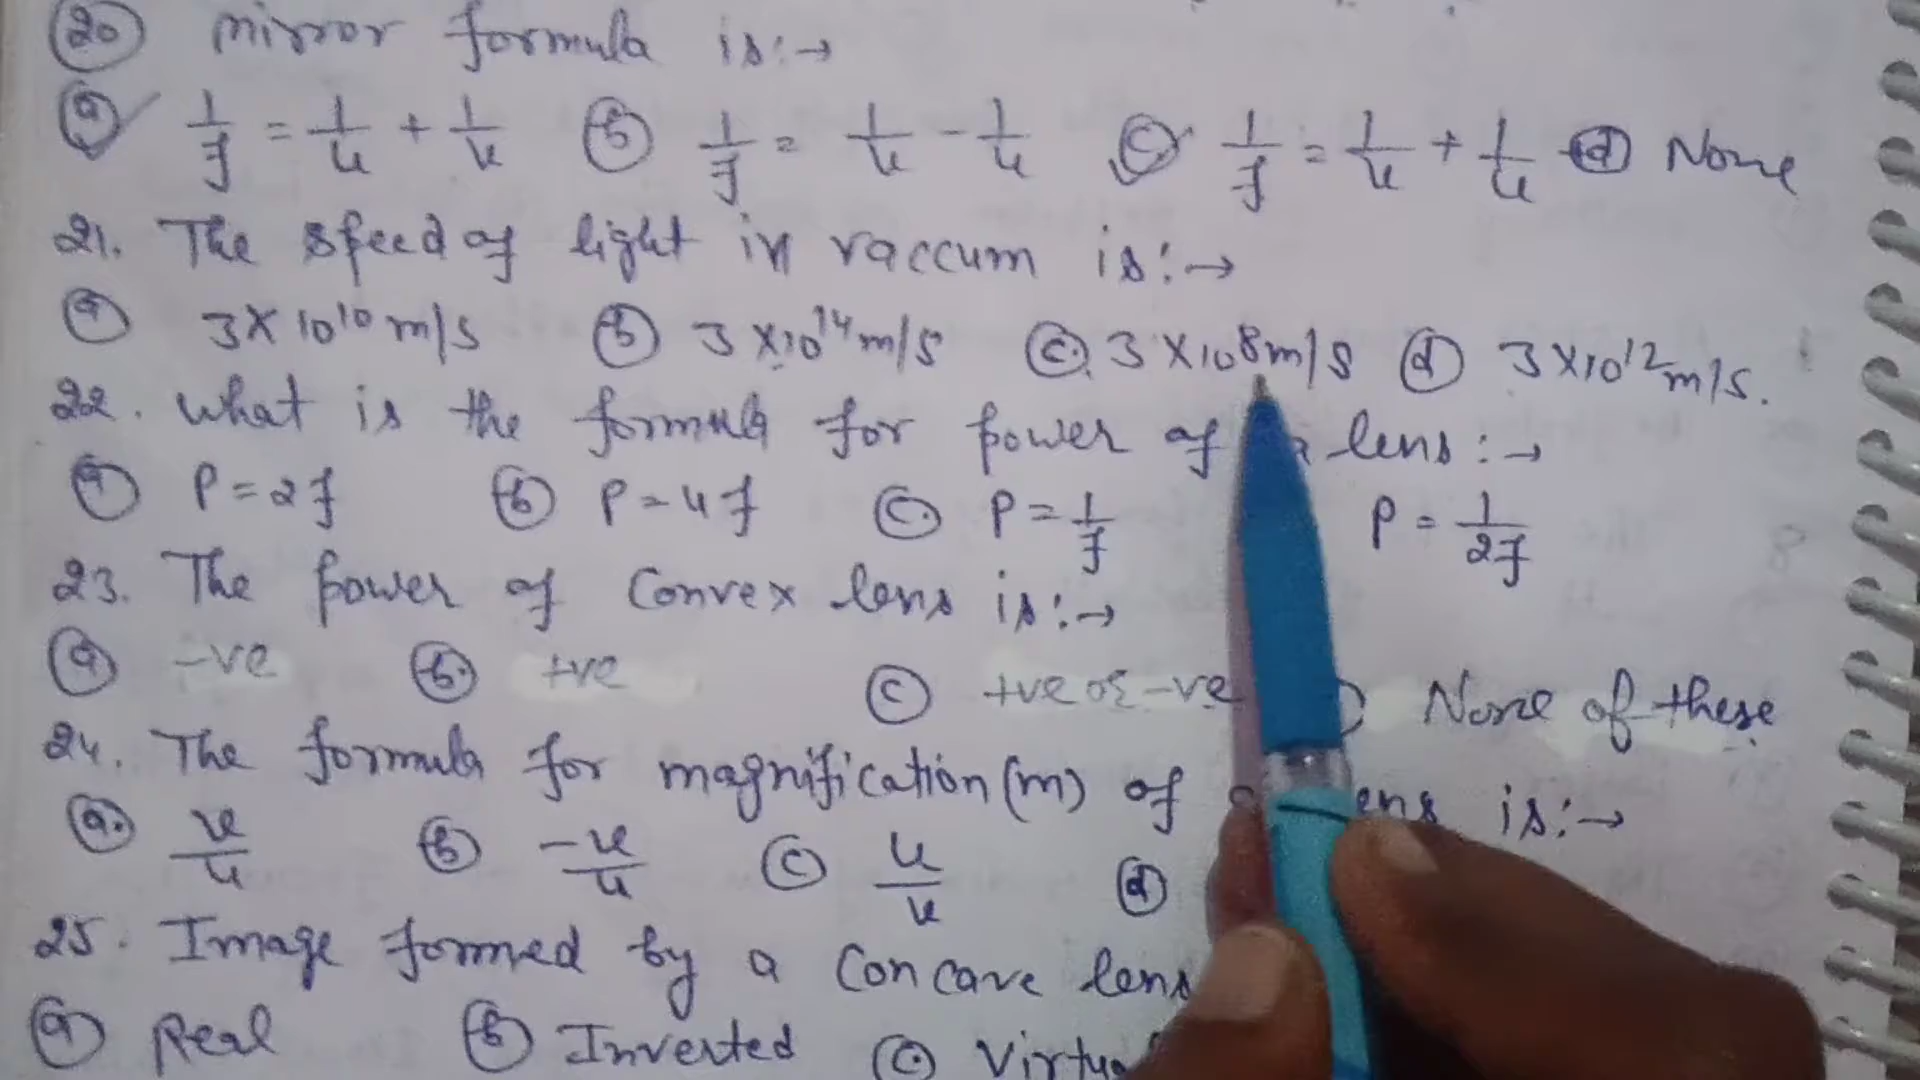 20 mirror formula is:→
a 1/f = 1/u + 1/v b 1/f = 1/v - 1/u c 1/f = 1/v + 1/u d None
21. The speed of light in vaccum is:→
a 3×10¹⁰ m/s b 3×10¹⁴ m/s c. 3×10⁸ m/s d 3×10¹² m/s.
22. What is the formula for power of a lens:→
a P=2f b P=4f c. P=1/f P=1/2f
23. The power of Convex lens is:→
a -ve b. +ve c +ve or -ve None of these
24. The formula for magnification (m) of lens is:→
a. v/u b -v/u c u/v d
25. Image formed by a Concave lens
a Real b Inverted c. Virtua